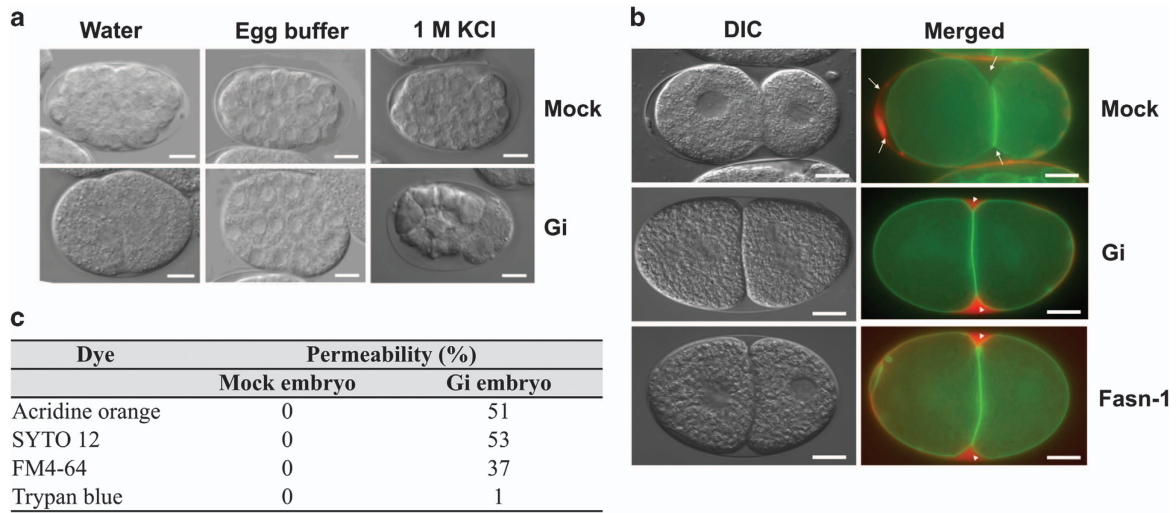 a
Water Egg buffer 1 M KCl
Mock
Gi
b
DIC Merged
Mock
Gi
Fasn-1
c
Dye Permeability (%)
Mock embryo Gi embryo
Acridine orange 0 51
SYTO 12 0 53
FM4-64 0 37
Trypan blue 0 1